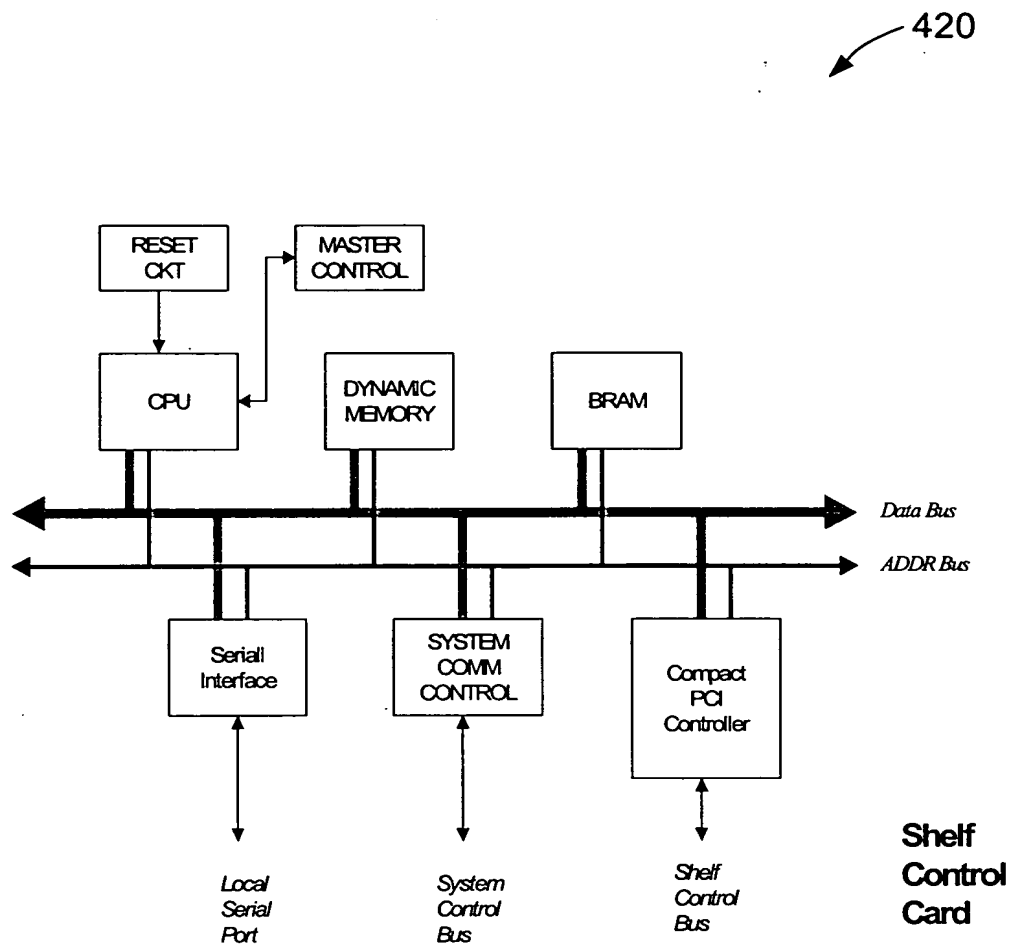 420
RESET
CKT
MASTER
CONTROL
CPU
DYNAMIC
MEMORY
BRAM
Data Bus
ADDR Bus
Seriall
Interface
SYSTEM
COMM
CONTROL
Compact
PCI
Controller
Local
Serial
Port
System
Control
Bus
Shelf
Control
Bus
Shelf
Control
Card